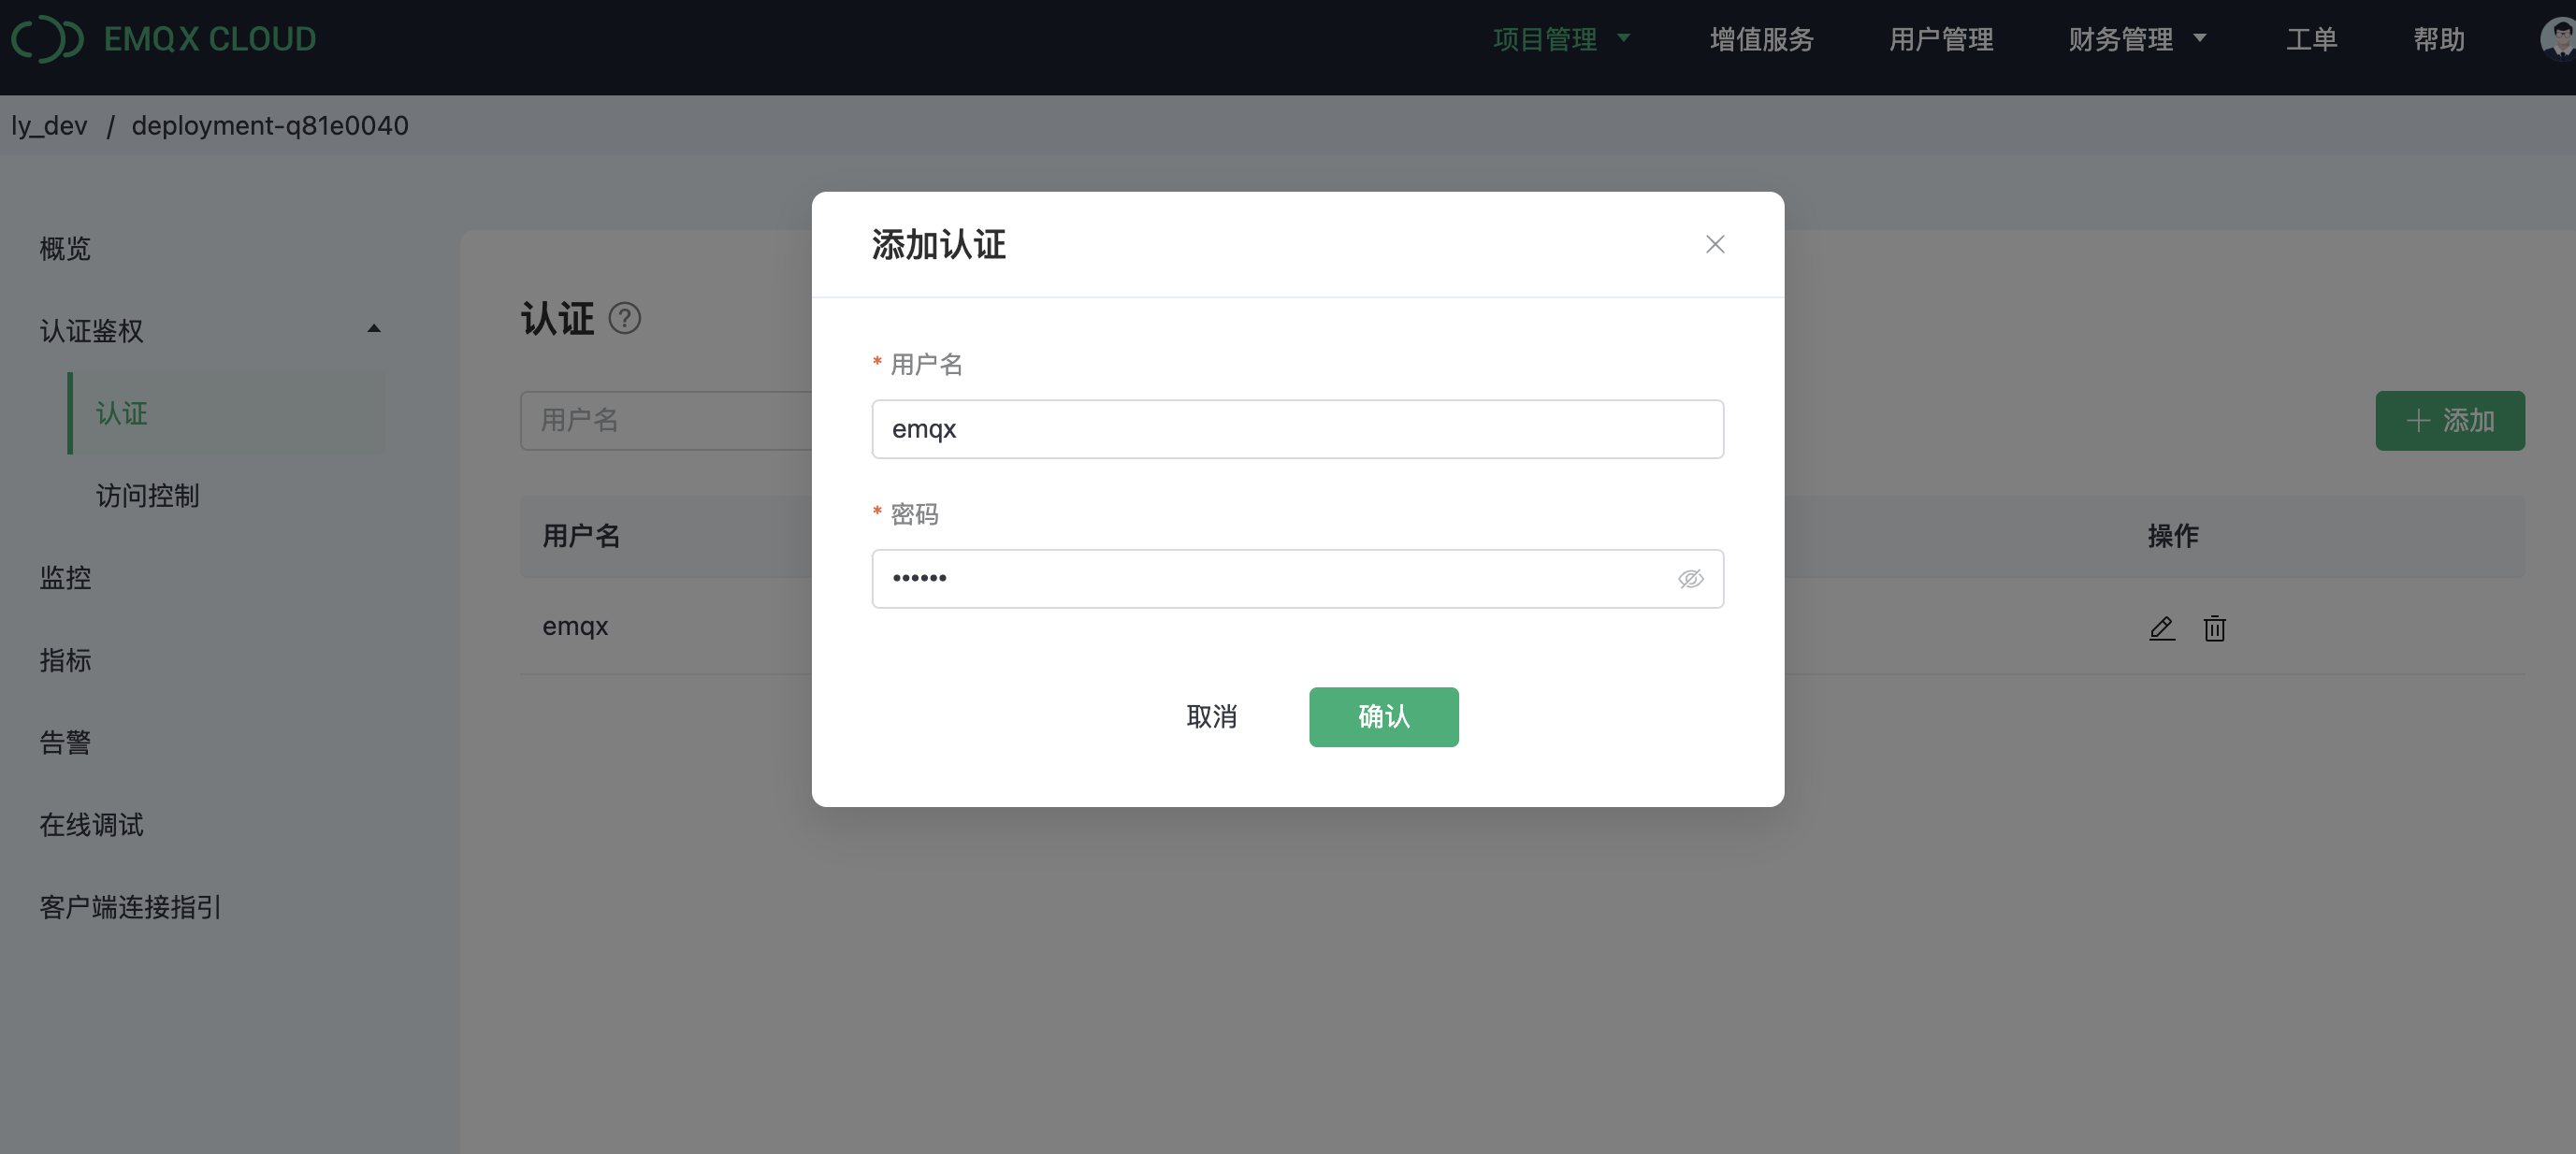 EMQX CLOUD
项目管理 增值服务 用户管理 财务管理 工单 帮助
ly_dev / deployment-q81e0040
概览
认证鉴权
认证
访问控制
监控
指标
告警
在线调试
客户端连接指引
认证 ?
用户名
+ 添加
用户名 操作
emqx
添加认证
* 用户名
emqx
* 密码
••••••
取消 确认